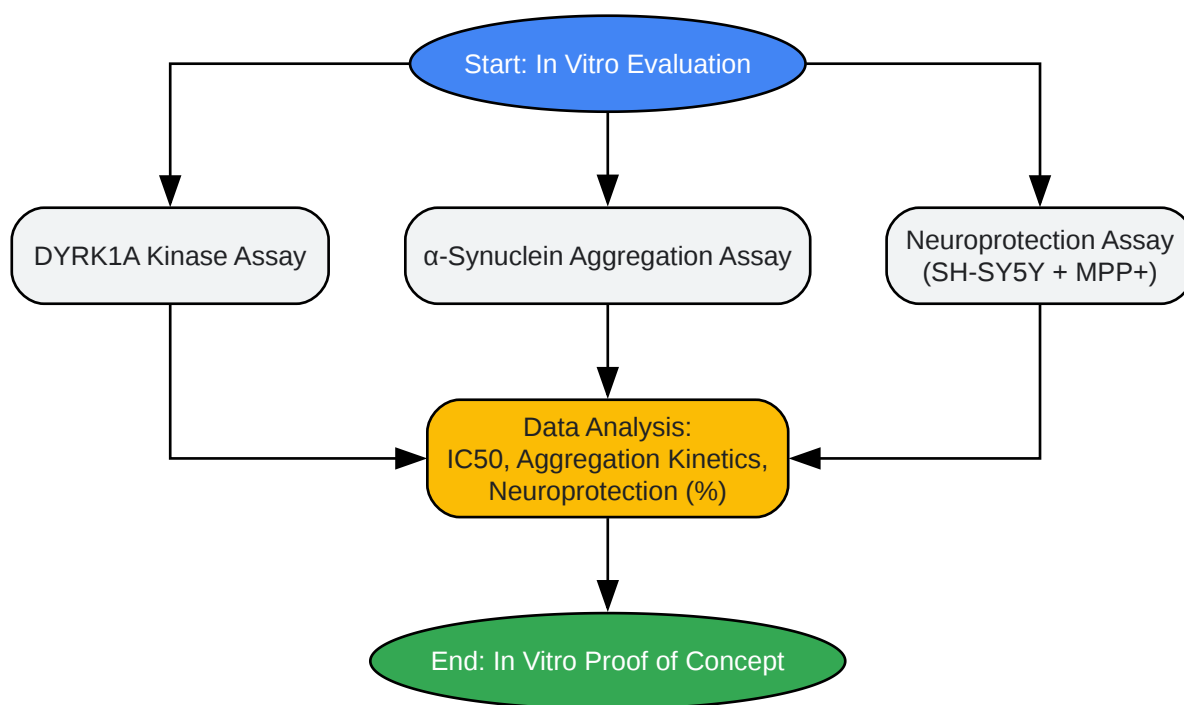 Start: In Vitro Evaluation
DYRK1A Kinase Assay
α-Synuclein Aggregation Assay
Neuroprotection Assay
(SH-SY5Y + MPP+)
Data Analysis:
IC50, Aggregation Kinetics,
Neuroprotection (%)
End: In Vitro Proof of Concept